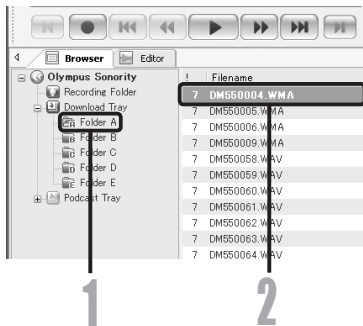 Browser Editor
Olympus Sonority
Recording Folder
Download Tray
Folder A
Folder B
Folder C
Folder D
Folder E
Podcast Tray
! Filename
7 DM550004.WMA
7 DM550005.WMA
7 DM550006.WMA
7 DM550009.WMA
7 DM550058.WAV
7 DM550059.WAV
7 DM550060.WAV
7 DM550061.WAV
7 DM550062.WAV
7 DM550063.WAV
7 DM550064.WAV
1
2